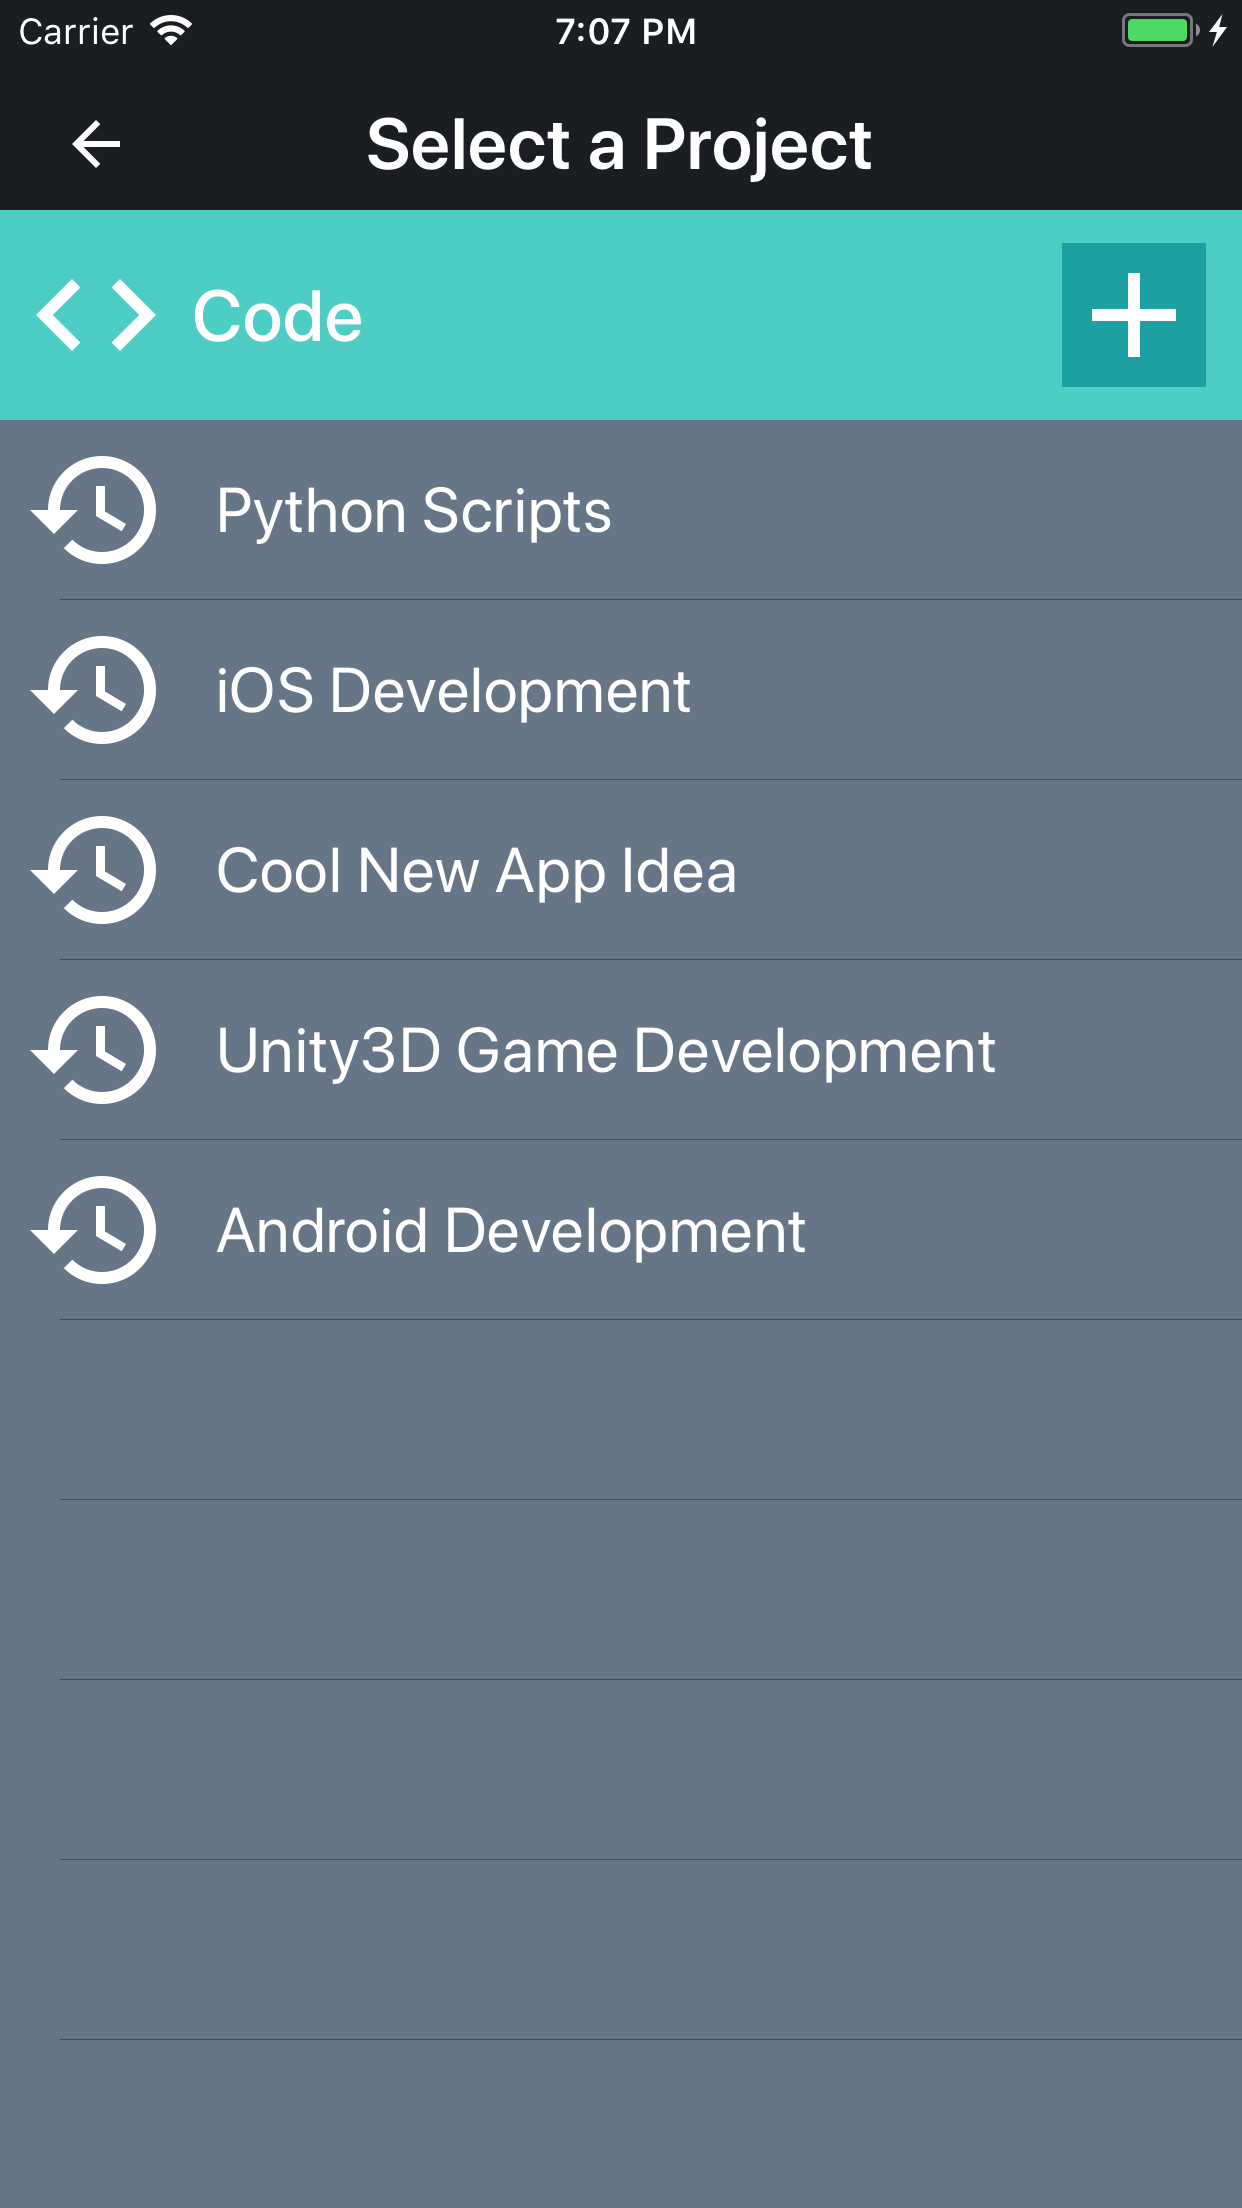 Carrier 7:07 PM
Select a Project
Code
Python Scripts
iOS Development
Cool New App Idea
Unity3D Game Development
Android Development